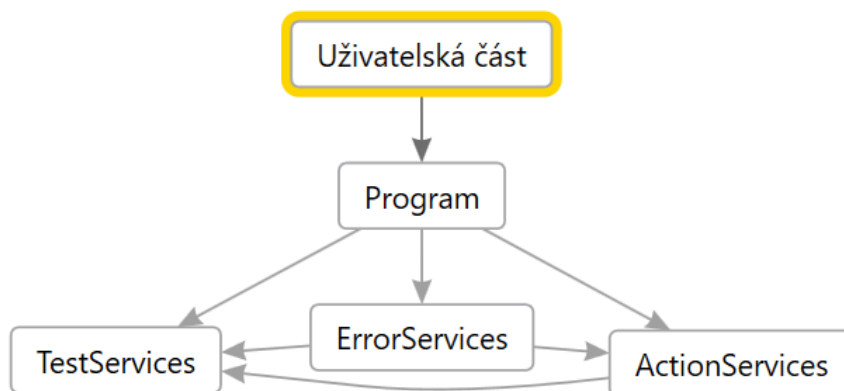 Uživatelská část
Program
ErrorServices
TestServices
ActionServices